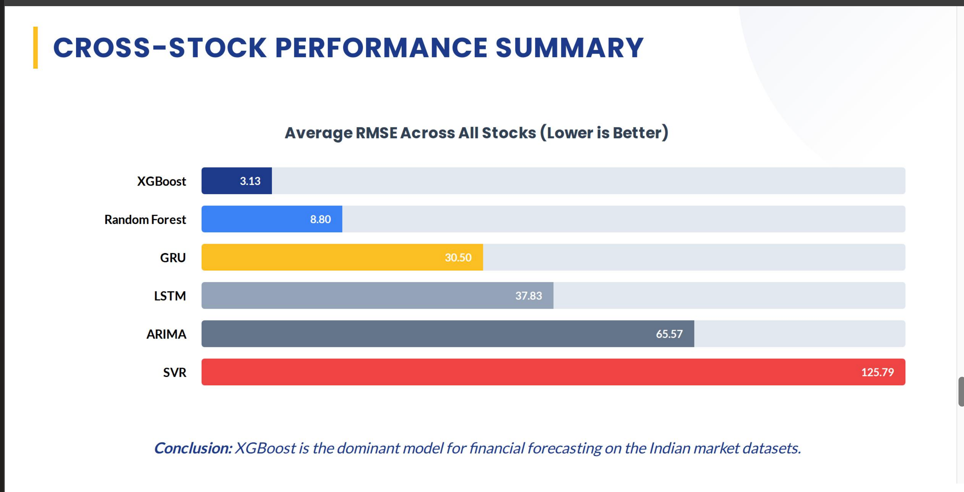 CROSS-STOCK PERFORMANCE SUMMARY
Average RMSE Across All Stocks (Lower is Better)
XGBoost 3.13
Random Forest 8.80
GRU 30.50
LSTM 37.83
ARIMA 65.57
SVR 125.79
Conclusion: XGBoost is the dominant model for financial forecasting on the Indian market datasets.